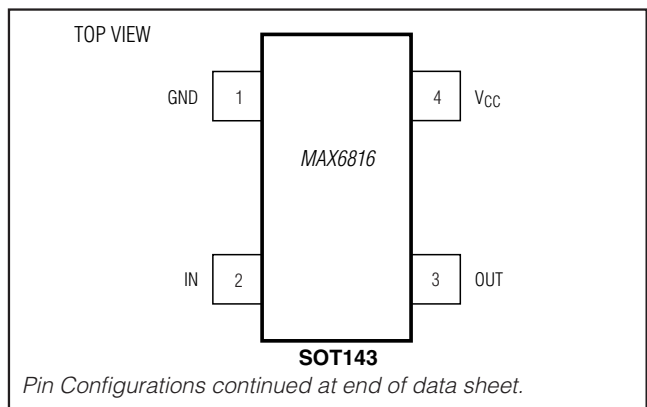 TOP VIEW
GND 1 4 VCC
MAX6816
IN 2 3 OUT
SOT143
Pin Configurations continued at end of data sheet.